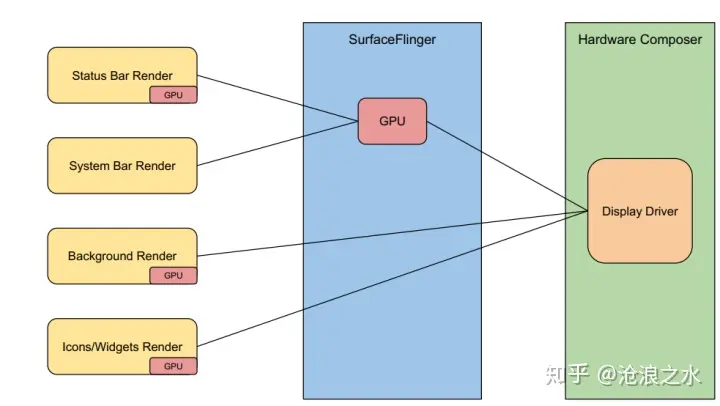 SurfaceFlinger
Hardware Composer
Status Bar Render
GPU
GPU
System Bar Render
Display Driver
Background Render
GPU
Icons/Widgets Render
GPU
知乎 @沧浪之水